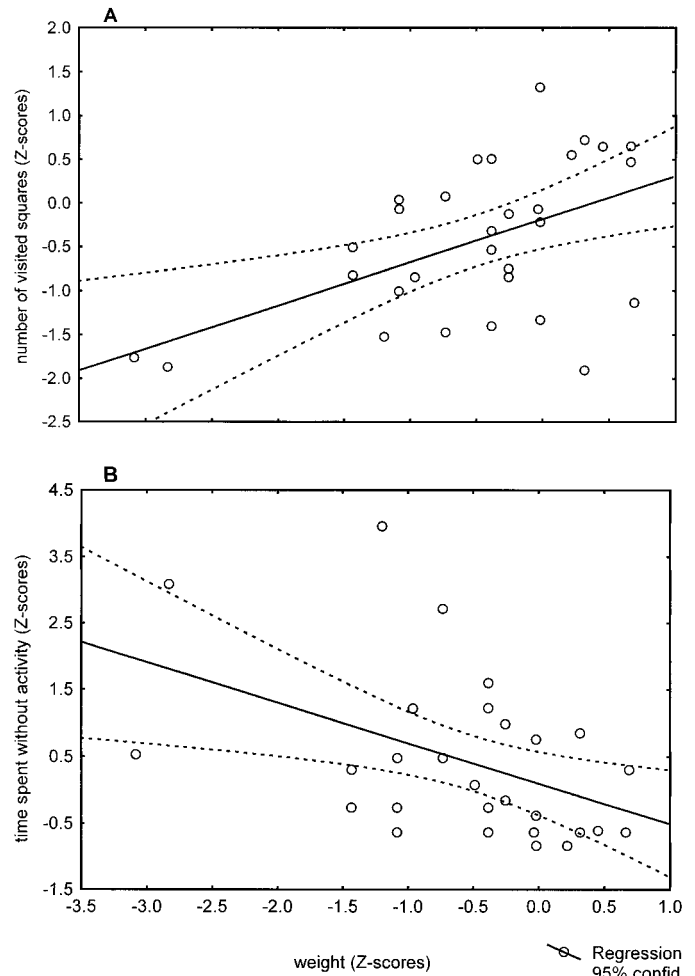 A
2.0
1.5
1.0
0.5
0.0
-0.5
-1.0
-1.5
-2.0
-2.5
number of visited squares (Z-scores)
B
4.5
3.5
2.5
1.5
0.5
-0.5
-1.5
time spent without activity (Z-scores)
-3.5 -3.0 -2.5 -2.0 -1.5 -1.0 -0.5 0.0 0.5 1.0
weight (Z-scores)
Regression
95% confid